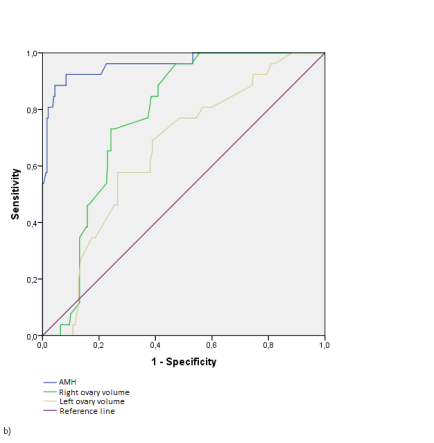 1,0
0,8
0,6
0,4
0,2
0,0
Sensitivity
0,0 0,2 0,4 0,6 0,8 1,0
1 - Specificity
AMH
Right ovary volume
Left ovary volume
Reference line
b)